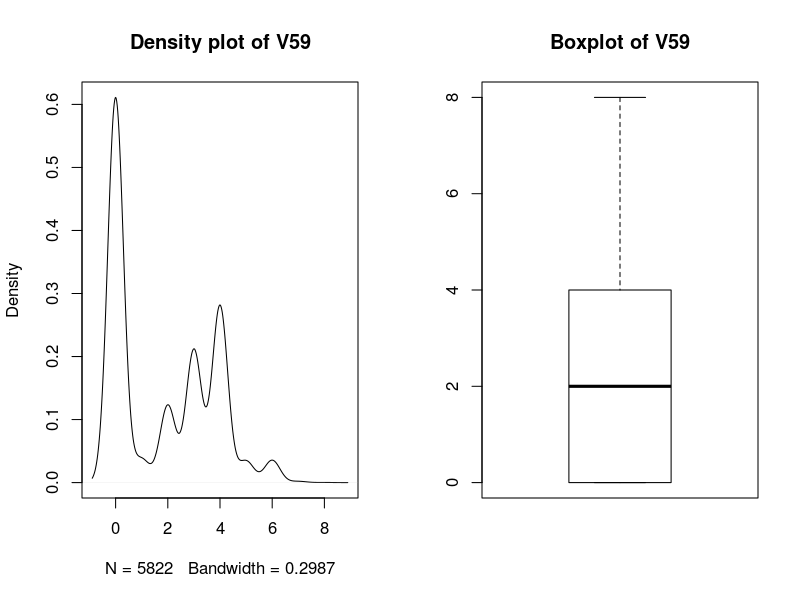 Density plot of V59
Density
0.0 0.1 0.2 0.3 0.4 0.5 0.6
0 2 4 6 8
N = 5822 Bandwidth = 0.2987
Boxplot of V59
0 2 4 6 8